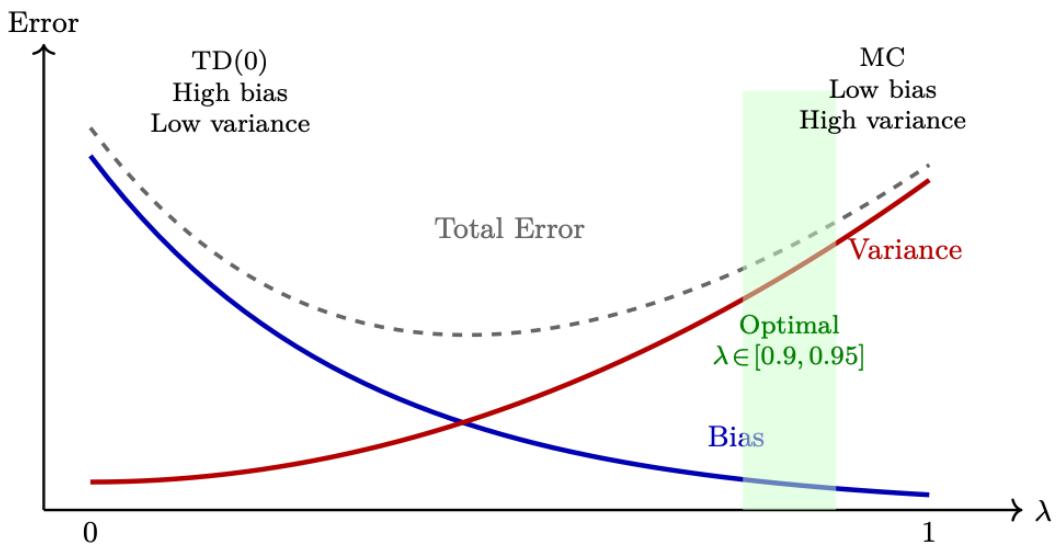 Error
TD(0)
High bias
Low variance
MC
Low bias
High variance
Total Error
Variance
Optimal
λ∈[0.9, 0.95]
Bias
λ
0
1